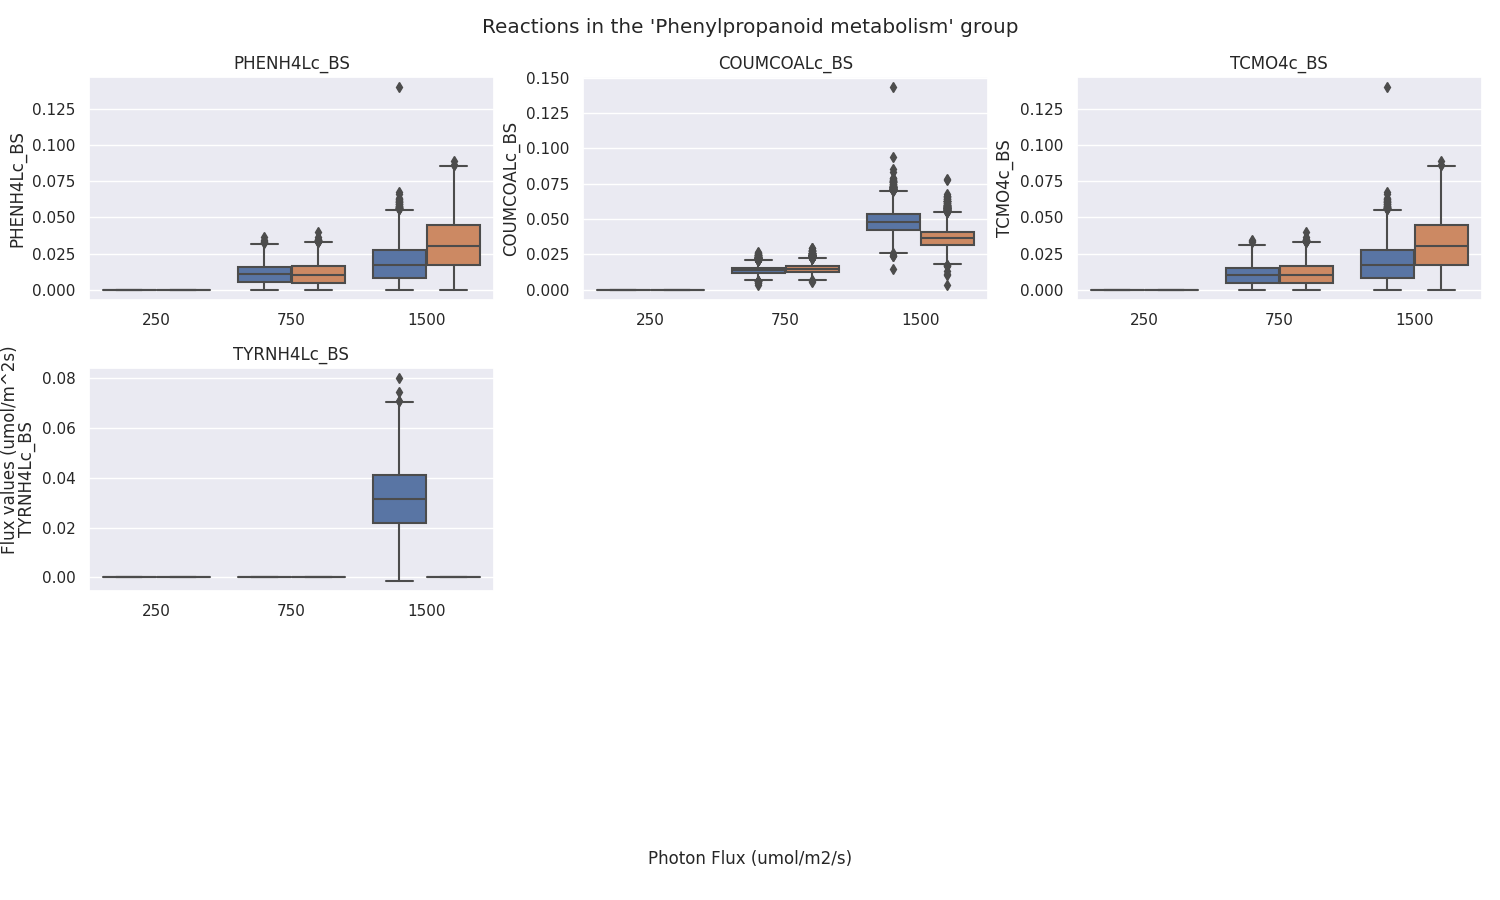 Reactions in the 'Phenylpropanoid metabolism' group
PHENH4Lc_BS
PHENH4Lc_BS
0.125
0.100
0.075
0.050
0.025
0.000
250 750 1500
COUMCOALc_BS
COUMCOALc_BS
0.150
0.125
0.100
0.075
0.050
0.025
0.000
250 750 1500
TCMO4c_BS
TCMO4c_BS
0.125
0.100
0.075
0.050
0.025
0.000
250 750 1500
TYRNH4Lc_BS
Flux values (umol/m^2s)
TYRNH4Lc_BS
0.08
0.06
0.04
0.02
0.00
250 750 1500
Photon Flux (umol/m2/s)